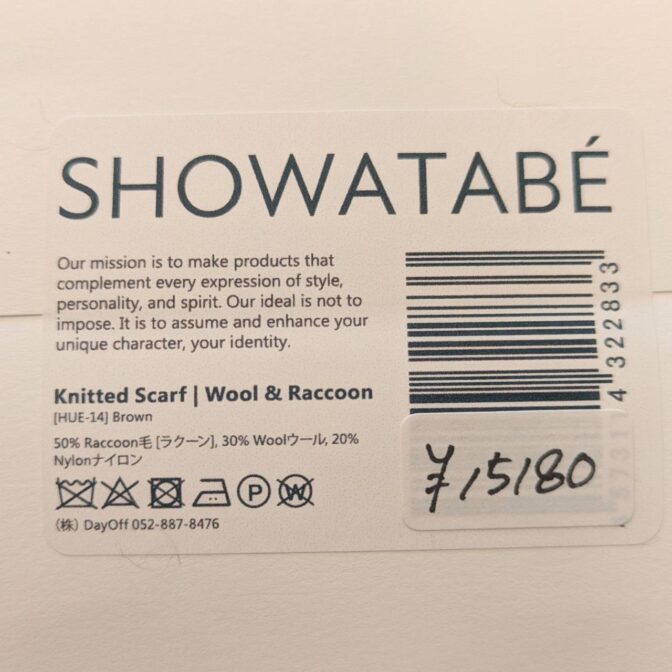 SHOWATABÉ
Our mission is to make products that
complement every expression of style,
personality, and spirit. Our ideal is not to
impose. It is to assume and enhance your
unique character, your identity.
Knitted Scarf | Wool & Raccoon
[HUE-14] Brown
50% Raccoon毛 [ラクーン], 30% Woolウール, 20%
Nylonナイロン
P
W
(株) DayOff 052-887-8476
4 322833
¥15180